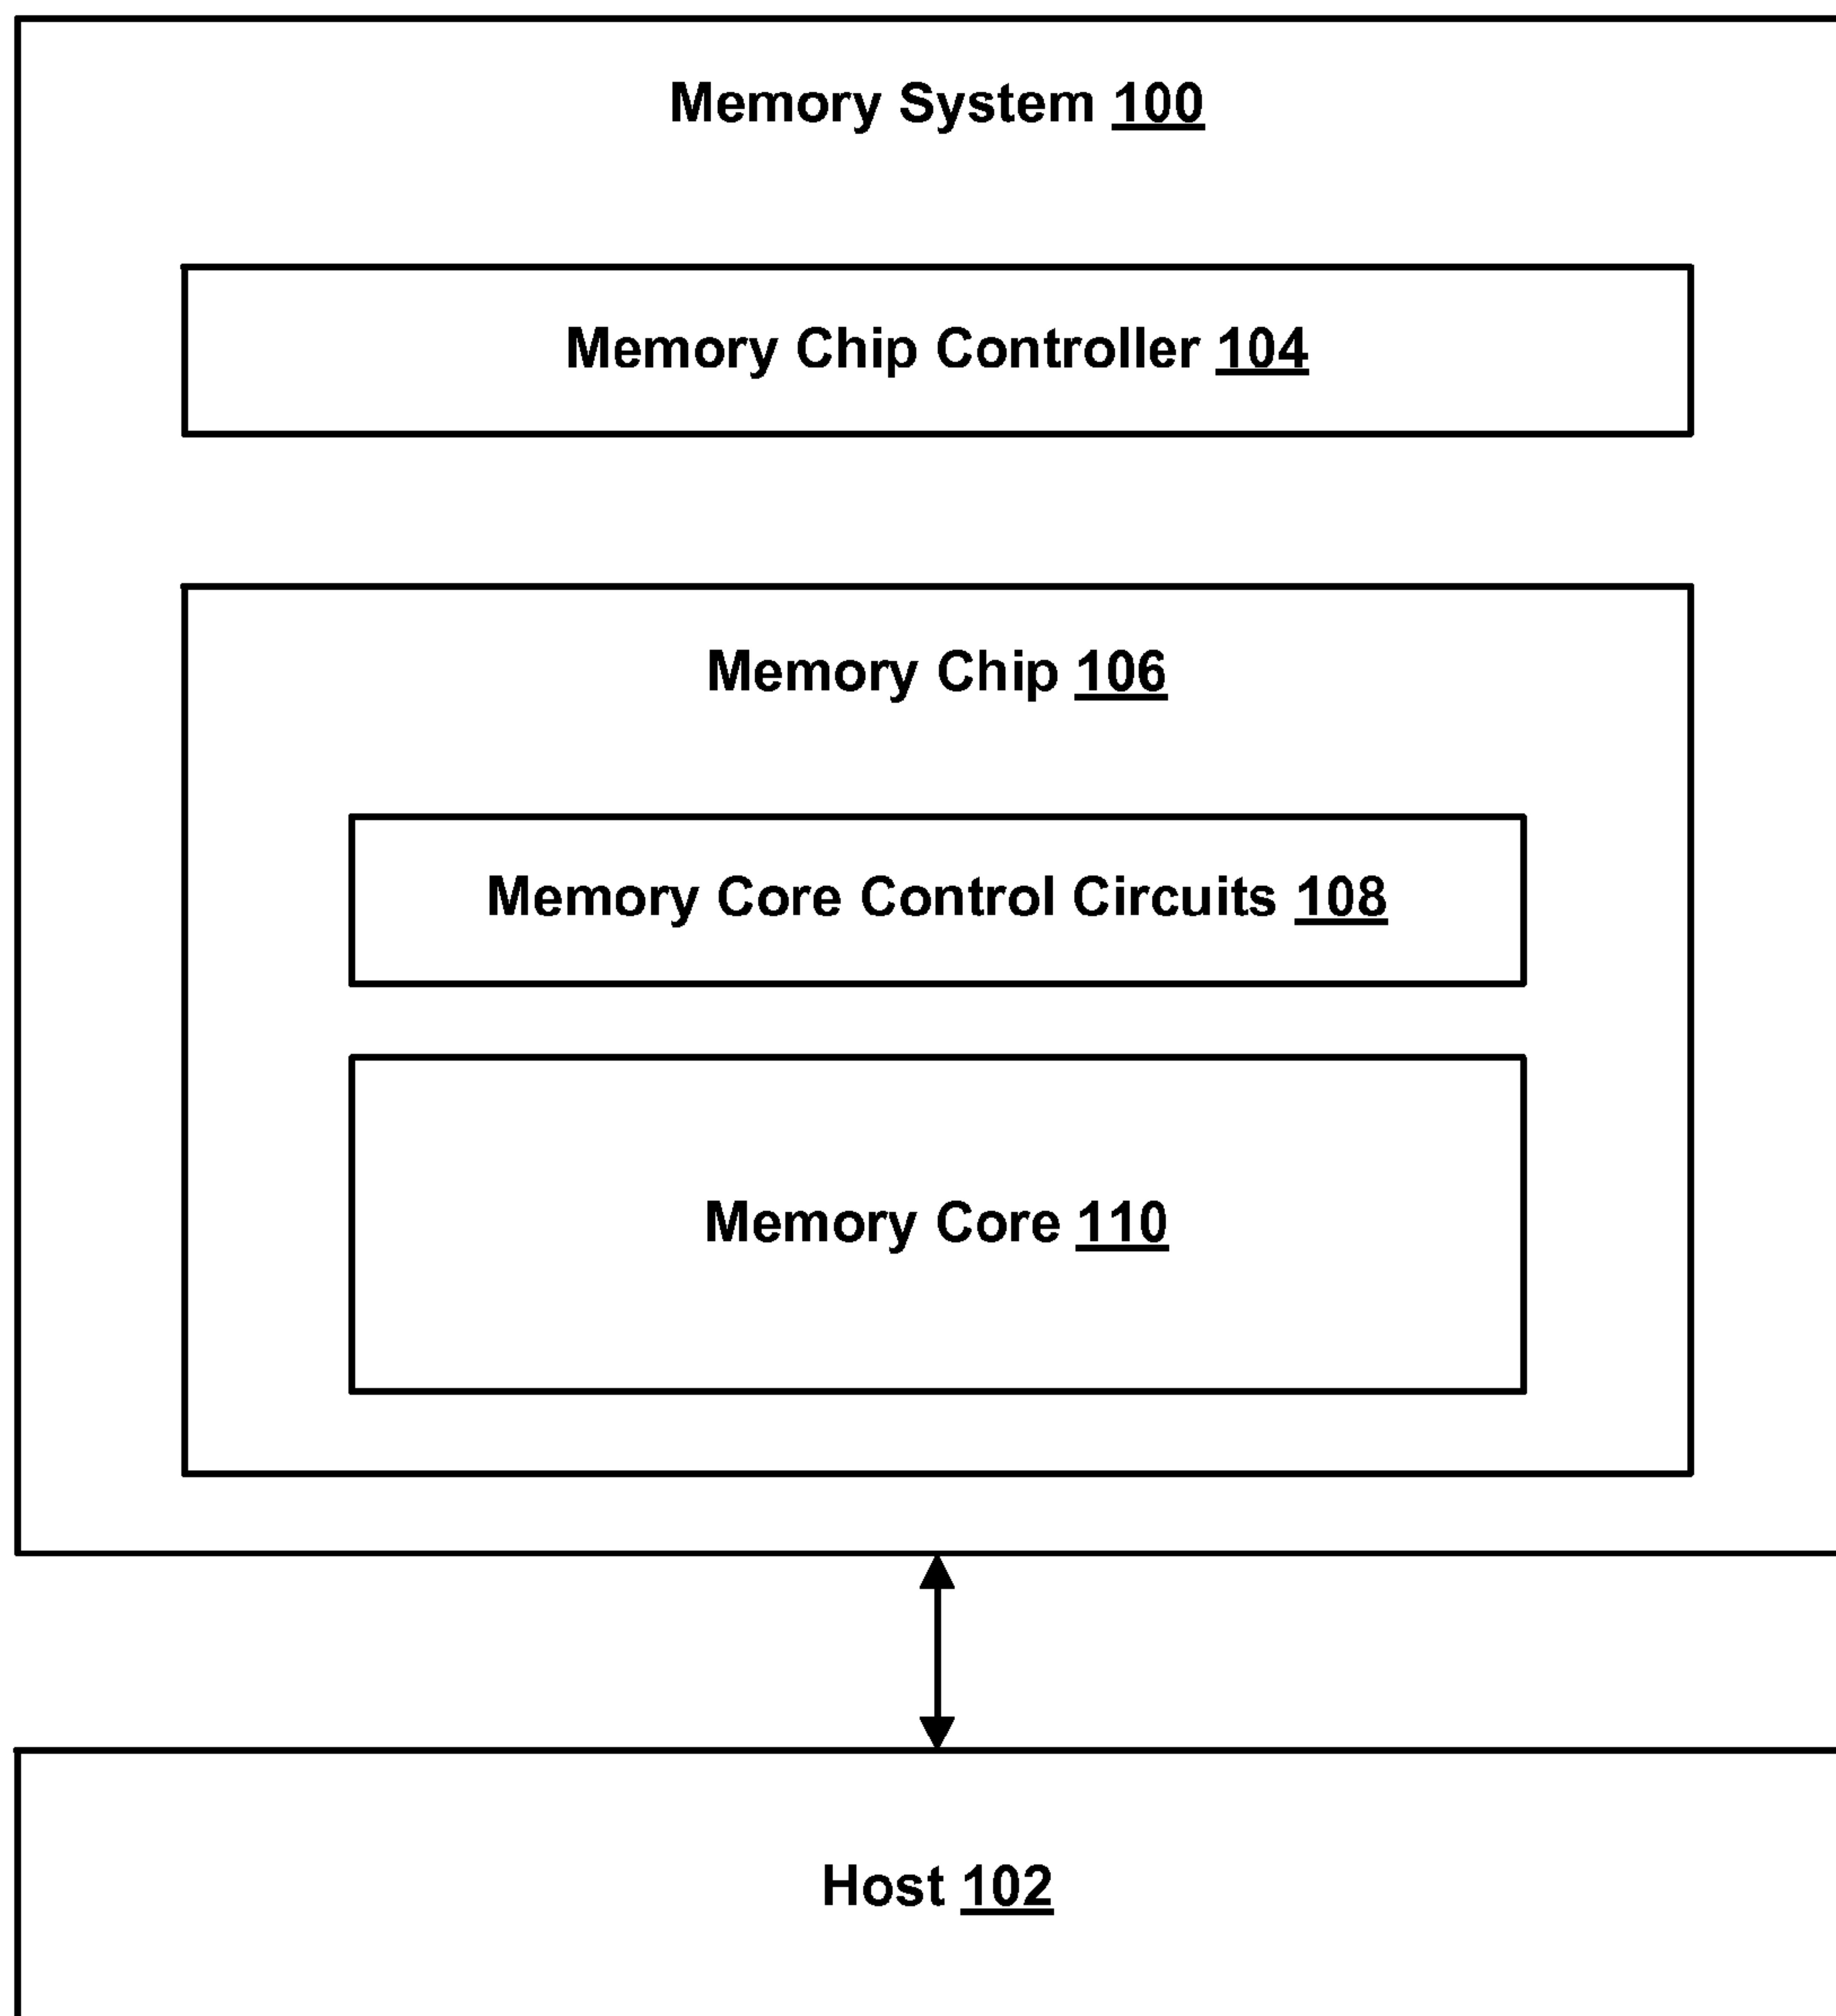 Memory System 100
Memory Chip Controller 104
Memory Chip 106
Memory Core Control Circuits 108
Memory Core 110
Host 102